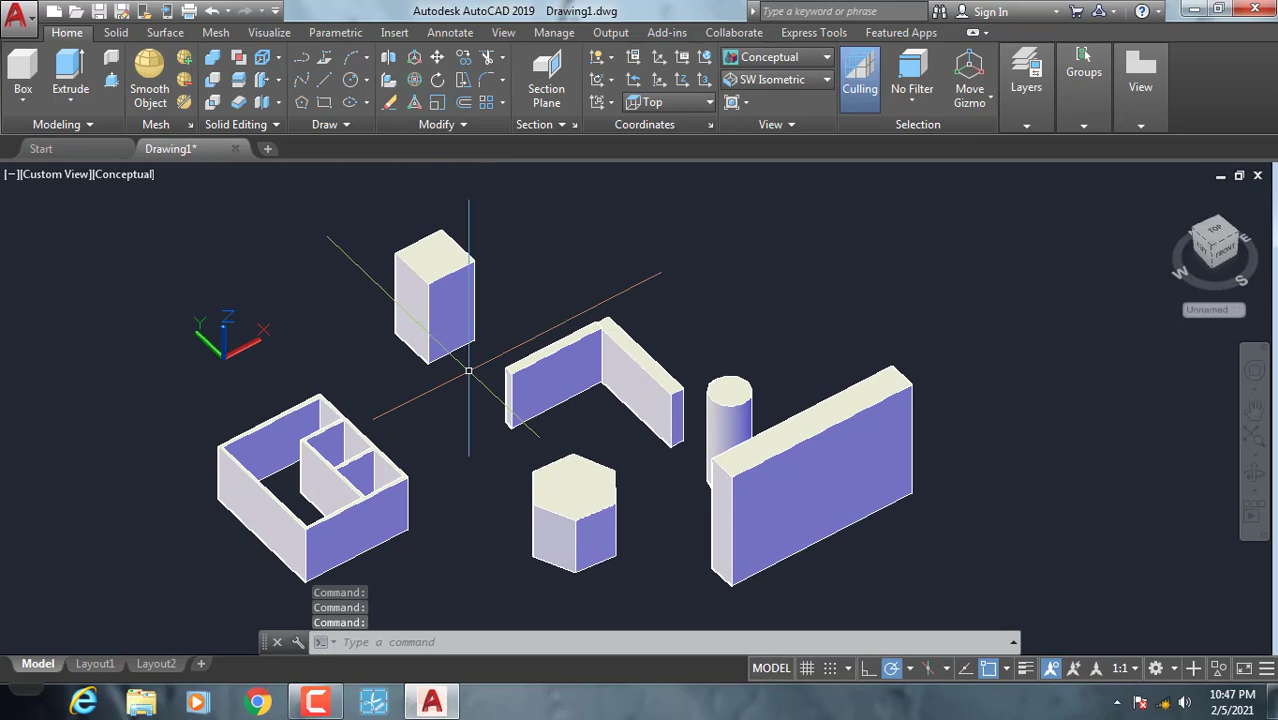 Autodesk AutoCAD 2019 Drawing1.dwg
Type a keyword or phrase
Sign In
Home Solid Surface Mesh Visualize Parametric Insert Annotate View Manage Output Add-ins Collaborate Express Tools Featured Apps
Box
Extrude
Smooth
Object
Section
Plane
Conceptual
SW Isometric
Top
Culling
No Filter
Move
Gizmo
Layers
Groups
View
Modeling Mesh Solid Editing Draw Modify Section Coordinates View Selection
Start
Drawing1*
[−][Custom View][Conceptual]
TOP
FRONT
W
S
E
Unnamed
Y
Z
X
Command:
Command:
Command:
Type a command
Model Layout1 Layout2
MODEL
1:1
10:47 PM
2/5/2021